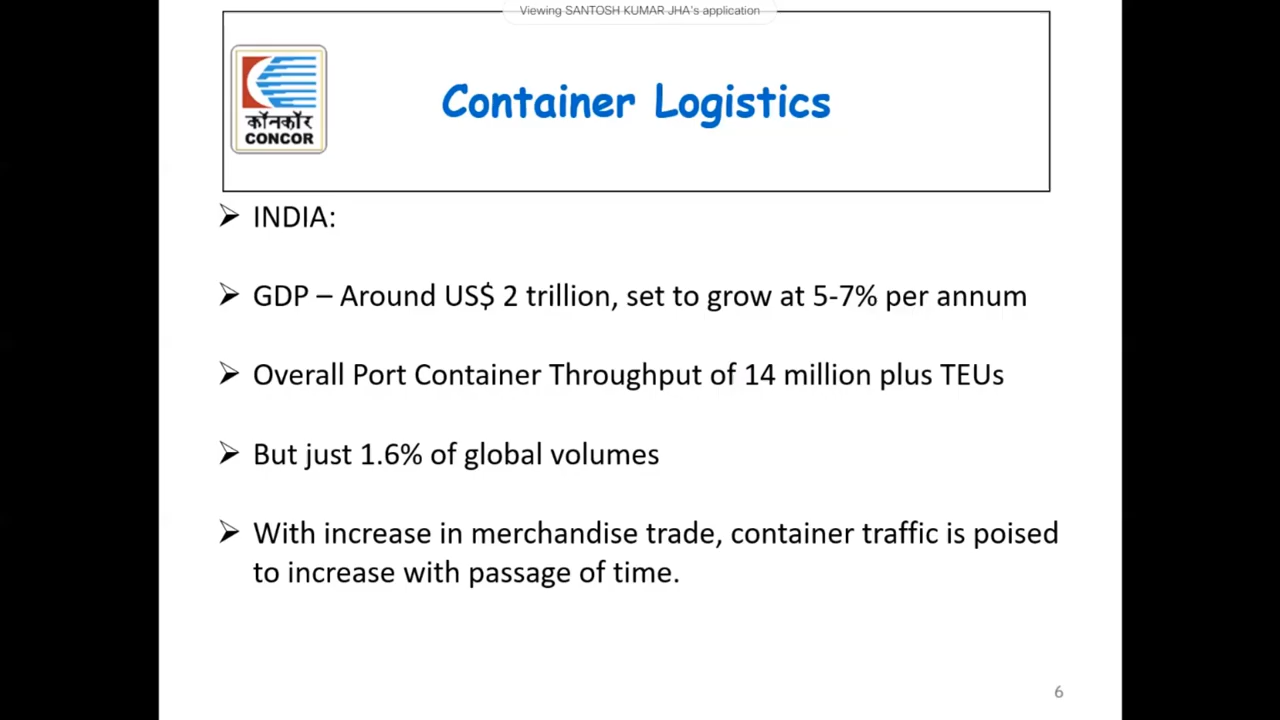 Viewing SANTOSH KUMAR JHA's application
कॉनकॉर
CONCOR
Container Logistics
➢ INDIA:
➢ GDP – Around US$ 2 trillion, set to grow at 5-7% per annum
➢ Overall Port Container Throughput of 14 million plus TEUs
➢ But just 1.6% of global volumes
➢ With increase in merchandise trade, container traffic is poised
to increase with passage of time.
6